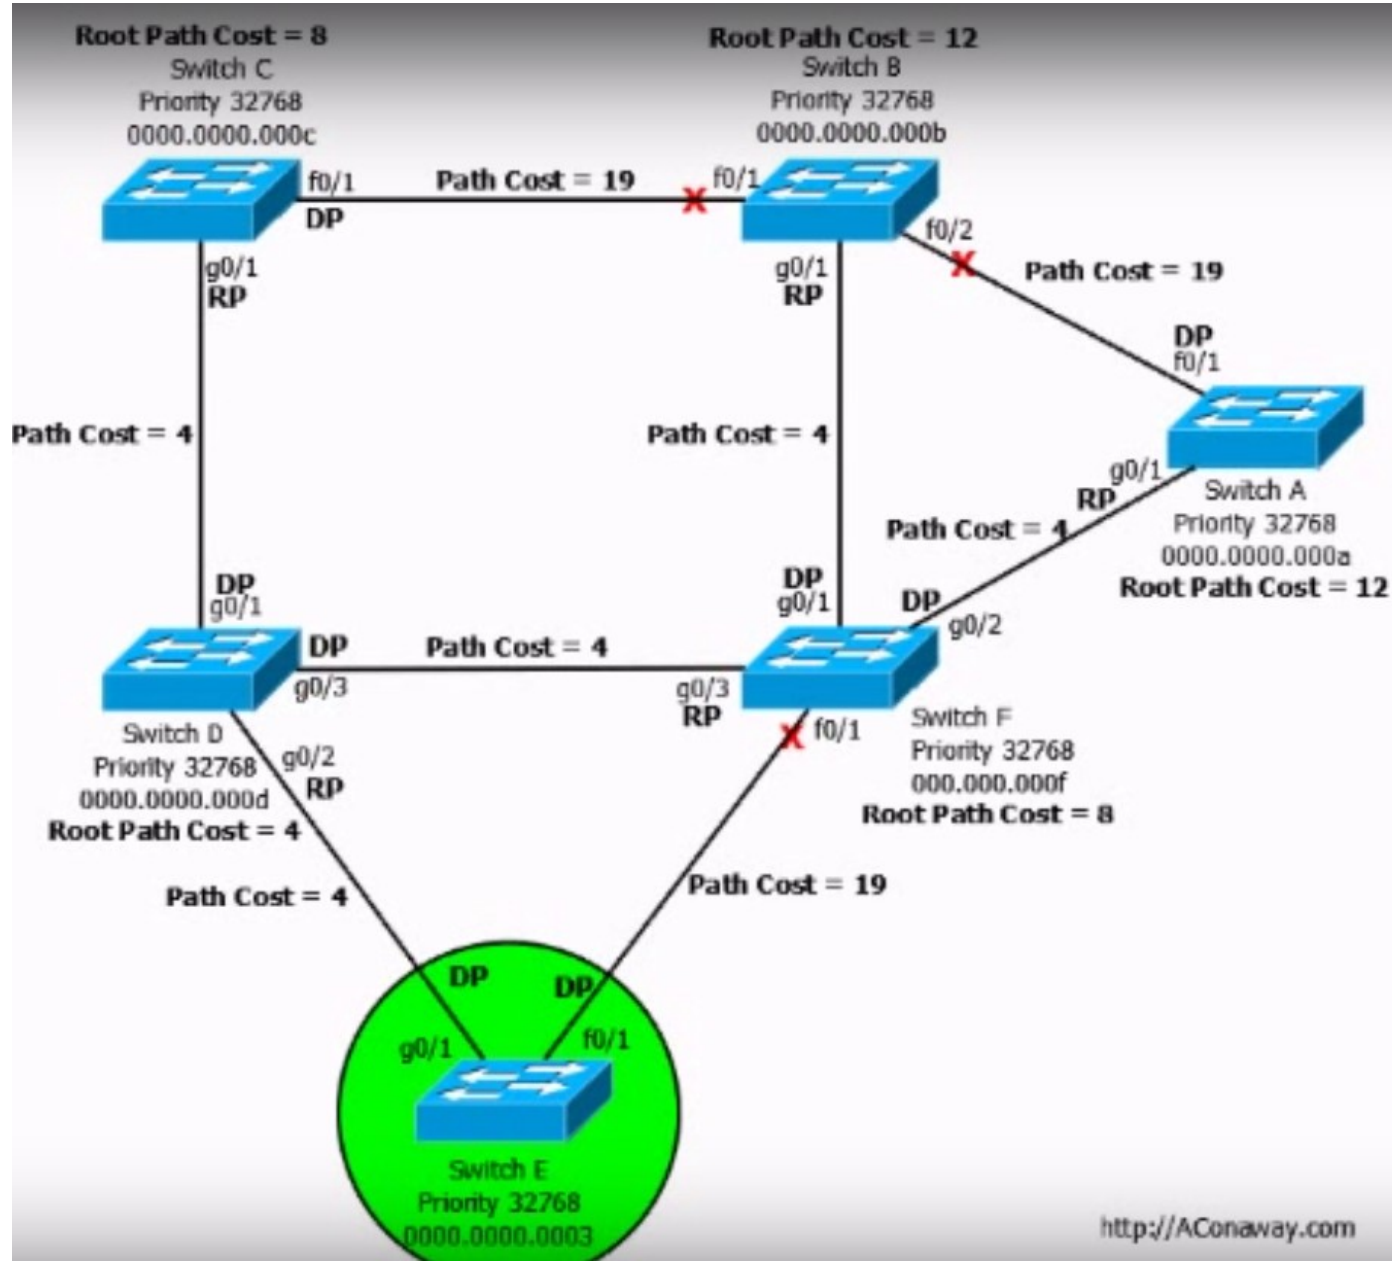 Root Path Cost = 8
Switch C
Priority 32768
0000.0000.000c
Root Path Cost = 12
Switch B
Priority 32768
0000.0000.000b
f0/1
DP
Path Cost = 19
X
f0/1
f0/2
X
Path Cost = 19
g0/1
RP
g0/1
RP
DP
f0/1
Path Cost = 4
Path Cost = 4
g0/1
RP
Switch A
Priority 32768
0000.0000.000a
Root Path Cost = 12
Path Cost = 4
DP
g0/1
DP
g0/1
DP
g0/2
DP
g0/3
Path Cost = 4
g0/3
RP
Switch D
Priority 32768
0000.0000.000d
Root Path Cost = 4
g0/2
RP
X
f0/1
Switch F
Priority 32768
000.000.000f
Root Path Cost = 8
Path Cost = 4
Path Cost = 19
DP
DP
g0/1
f0/1
Switch E
Priority 32768
0000.0000.0003
http://AConaway.com